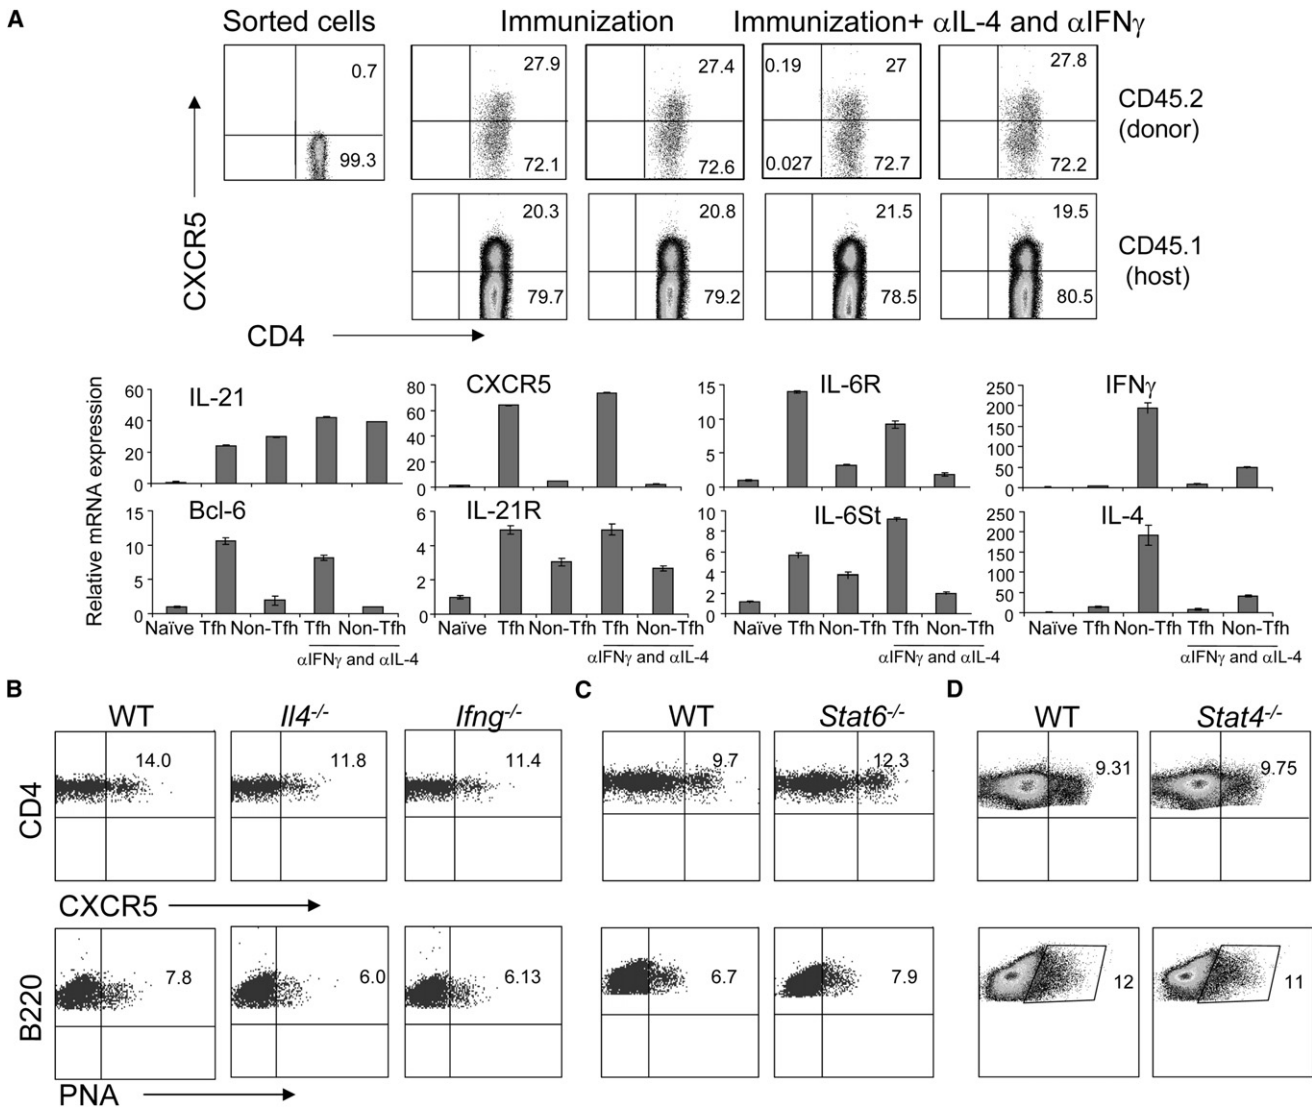 A
Sorted cells
Immunization
Immunization+ αIL-4 and αIFNγ
0.7
99.3
27.9
72.1
27.4
72.6
0.19
27
0.027
72.7
27.8
72.2
CD45.2
(donor)
20.3
79.7
20.8
79.2
21.5
78.5
19.5
80.5
CD45.1
(host)
CXCR5
CD4
Relative mRNA expression
IL-21
60
40
20
0
CXCR5
80
60
40
20
0
IL-6R
15
10
5
0
IFNγ
250
200
150
100
50
0
Bcl-6
15
10
5
0
IL-21R
6
4
2
0
IL-6St
10
8
6
4
2
0
IL-4
250
200
150
100
50
0
Naïve Tfh Non-Tfh Tfh Non-Tfh
αIFNγ and αIL-4
Naïve Tfh Non-Tfh Tfh Non-Tfh
αIFNγ and αIL-4
Naïve Tfh Non-Tfh Tfh Non-Tfh
αIFNγ and αIL-4
Naïve Tfh Non-Tfh Tfh Non-Tfh
αIFNγ and αIL-4
B
WT
Il4-/-
Ifng-/-
14.0
11.8
11.4
CD4
CXCR5
7.8
6.0
6.13
B220
PNA
C
WT
Stat6-/-
9.7
12.3
6.7
7.9
D
WT
Stat4-/-
9.31
9.75
12
11